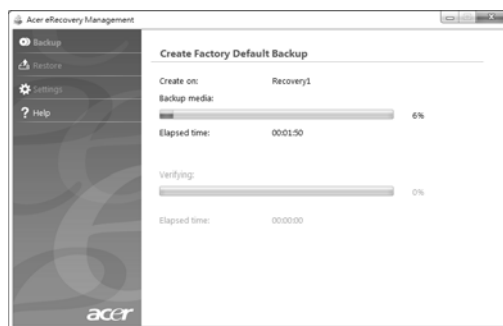 Acer eRecovery Management
Backup
Restore
Settings
Help
Create Factory Default Backup
Create on: Recovery1
Backup media:
6%
Elapsed time: 00:01:50
Verifying:
0%
Elapsed time: 00:00:00
acer